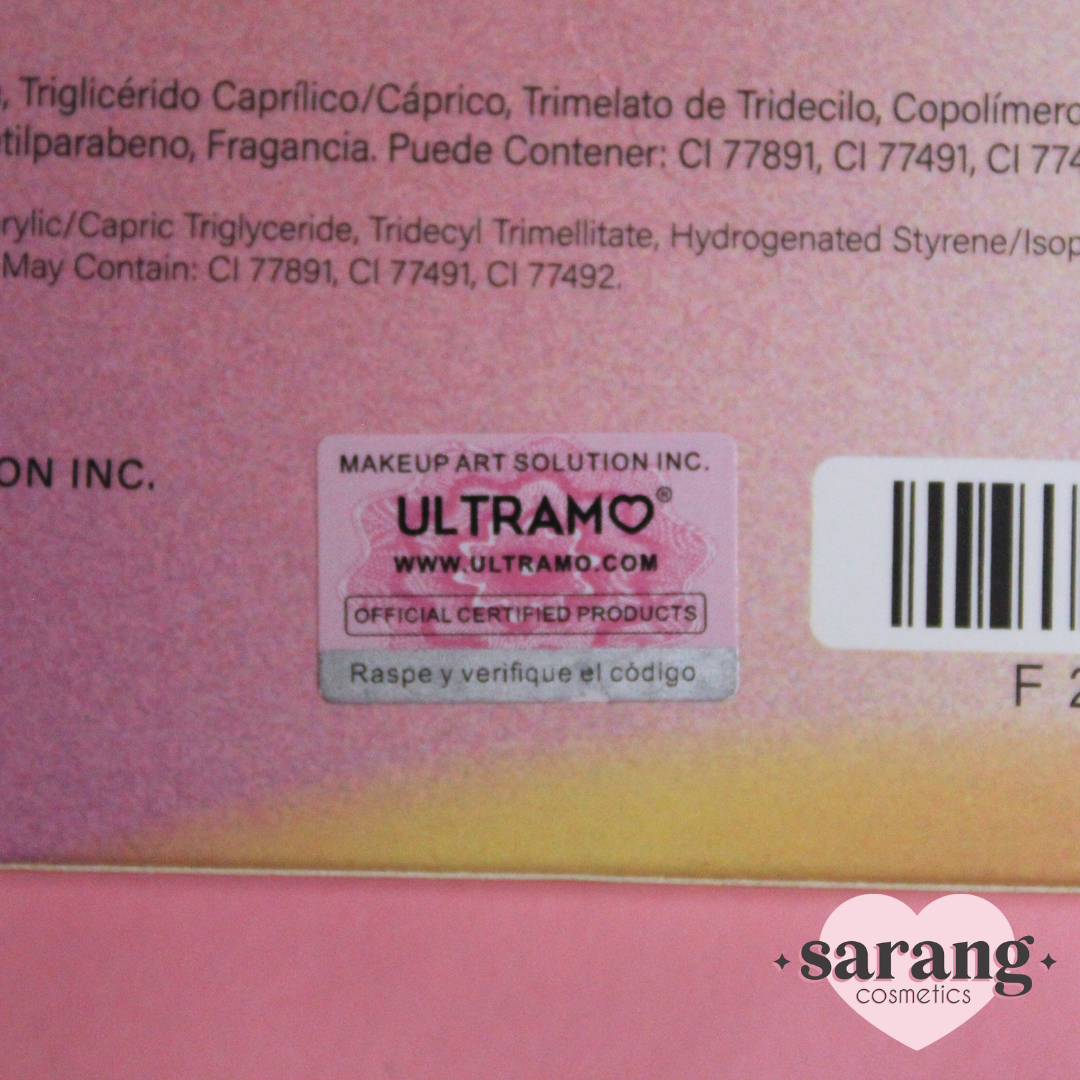 , Triglicérido Caprílico/Cáprico, Trimelato de Tridecilo, Copolímero
tilparabeno, Fragancia. Puede Contener: CI 77891, CI 77491, CI 774
rylic/Capric Triglyceride, Tridecyl Trimellitate, Hydrogenated Styrene/Isop
May Contain: CI 77891, CI 77491, CI 77492.
ON INC.
MAKEUP ART SOLUTION INC.
ULTRAMO®
WWW.ULTRAMO.COM
OFFICIAL CERTIFIED PRODUCTS
Raspe y verifique el código
F 2
sarang
cosmetics